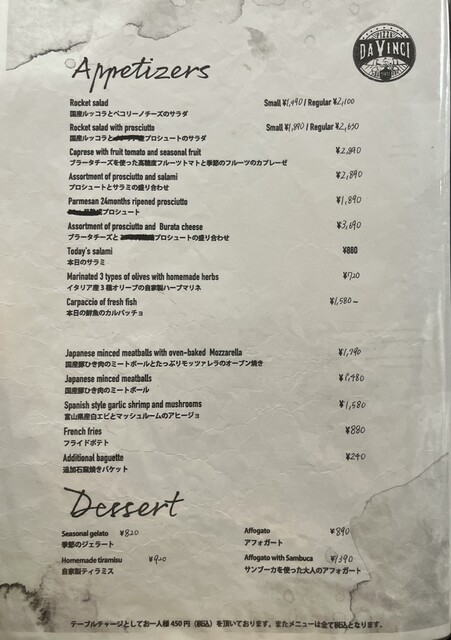 PIZZA
DA VINCI
Appetizers
Rocket salad Small ¥1,490 / Regular ¥2,100
国産ルッコラとペコリーノチーズのサラダ
Rocket salad with prosciutto Small ¥1,890 / Regular ¥2,650
国産ルッコラと プロシュートのサラダ
Coprese with fruit tomato and seasonal fruit ¥2,890
ブラータチーズを使った高糖度フルーツトマトと季節のフルーツのカプレーゼ
Assortment of prosciutto and salami ¥2,890
プロシュートとサラミの盛り合わせ
Parmesan 24months ripened prosciutto ¥1,890
プロシュート
Assortment of prosciutto and Burata cheese ¥3,690
ブラータチーズと プロシュートの盛り合わせ
Today's salami ¥880
本日のサラミ
Marinated 3 types of olives with homemade herbs ¥720
イタリア産3種オリーブの自家製ハーブマリネ
Carpaccio of fresh fish ¥1,580~
本日の鮮魚のカルパッチョ
Japanese minced meatballs with oven-baked Mozzarella ¥1,790
国産豚ひき肉のミートボールとたっぷりモッツァレラのオーブン焼き
Japanese minced meatballs ¥1,480
国産豚ひき肉のミートボール
Spanish style garlic shrimp and mushrooms ¥1,580
富山県産白エビとマッシュルームのアヒージョ
French fries ¥880
フライドポテト
Additional baguette ¥240
追加石窯焼きバケット
Dessert
Seasonal gelato ¥820
季節のジェラート
Affogato ¥890
アフォガート
Homemade tiramisu ¥920
自家製ティラミス
Affogato with Sambuca ¥1390
サンブーカを使った大人のアフォガート
テーブルチャージとしてお一人様 450 円（税込）を頂いております。またメニューは全て税込となります。